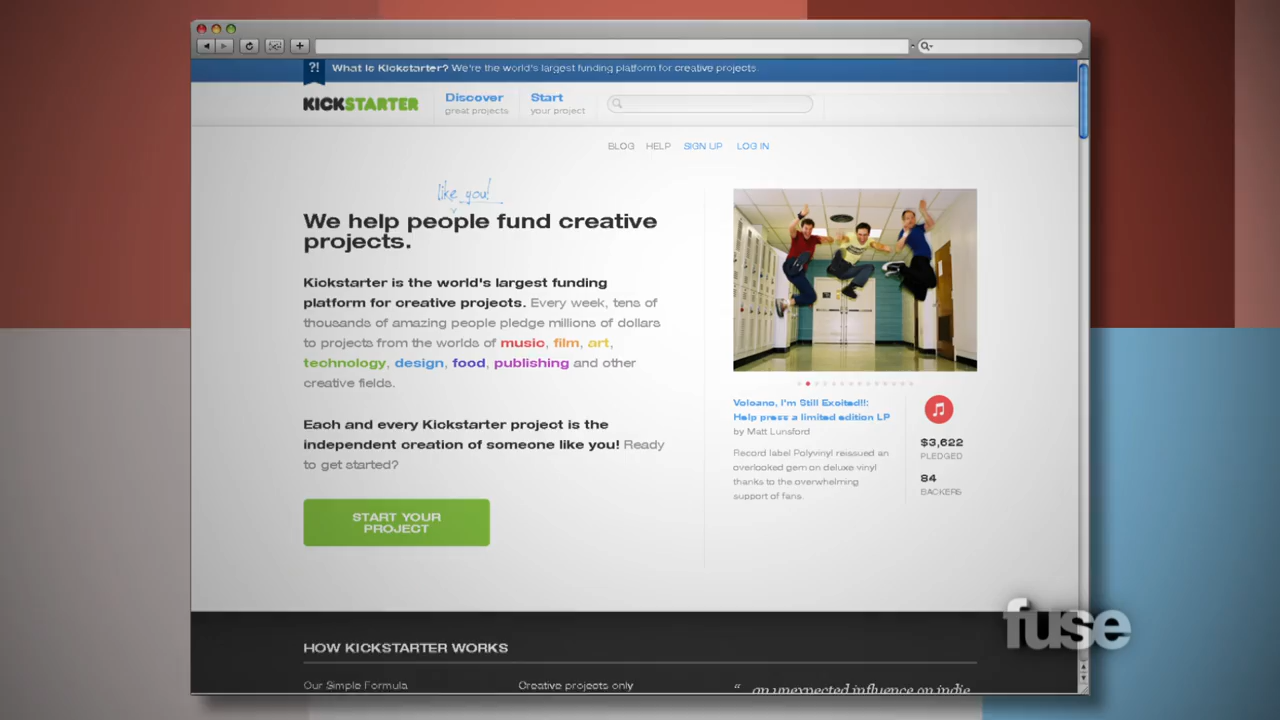 ?! What is Kickstarter? We're the world's largest funding platform for creative projects.
KICKSTARTER
Discover
great projects
Start
your project
BLOG HELP SIGN UP LOG IN
like you!
We help people fund creative
projects.
Kickstarter is the world's largest funding
platform for creative projects. Every week, tens of
thousands of amazing people pledge millions of dollars
to projects from the worlds of music, film, art,
technology, design, food, publishing and other
creative fields.
Each and every Kickstarter project is the
independent creation of someone like you! Ready
to get started?
START YOUR
PROJECT
Volcano, I'm Still Excited!!:
Help press a limited edition LP
by Matt Lunsford
Record label Polyvinyl reissued an
overlooked gem on deluxe vinyl
thanks to the overwhelming
support of fans.
$3,622
PLEDGED
84
BACKERS
HOW KICKSTARTER WORKS
Our Simple Formula
Creative projects only
“ an unexpected influence on indie
fuse